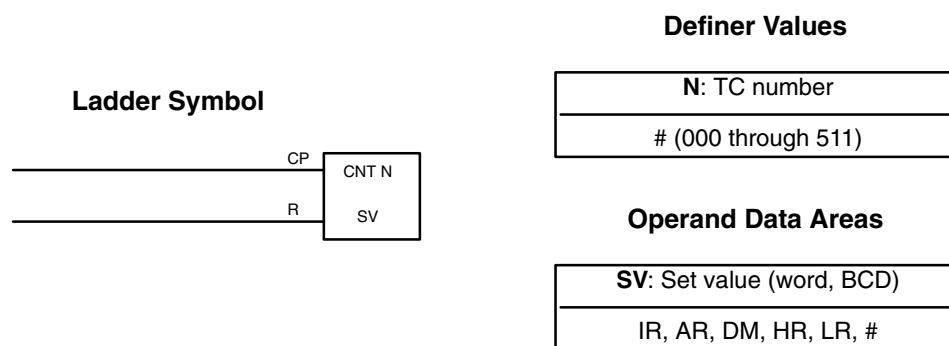 Ladder Symbol
CP
CNT N
R
SV
Definer Values
N: TC number
# (000 through 511)
Operand Data Areas
SV: Set value (word, BCD)
IR, AR, DM, HR, LR, #